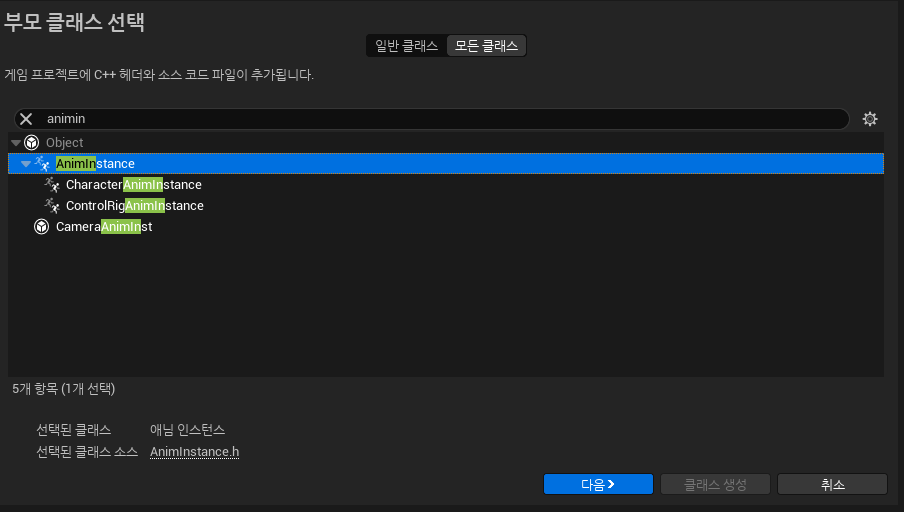 부모 클래스 선택
일반 클래스 모든 클래스
게임 프로젝트에 C++ 헤더와 소스 코드 파일이 추가됩니다.
animin
Object
AnimInstance
CharacterAnimInstance
ControlRigAnimInstance
CameraAnimInst
5개 항목 (1개 선택)
선택된 클래스 애님 인스턴스
선택된 클래스 소스 AnimInstance.h
다음 클래스 생성 취소